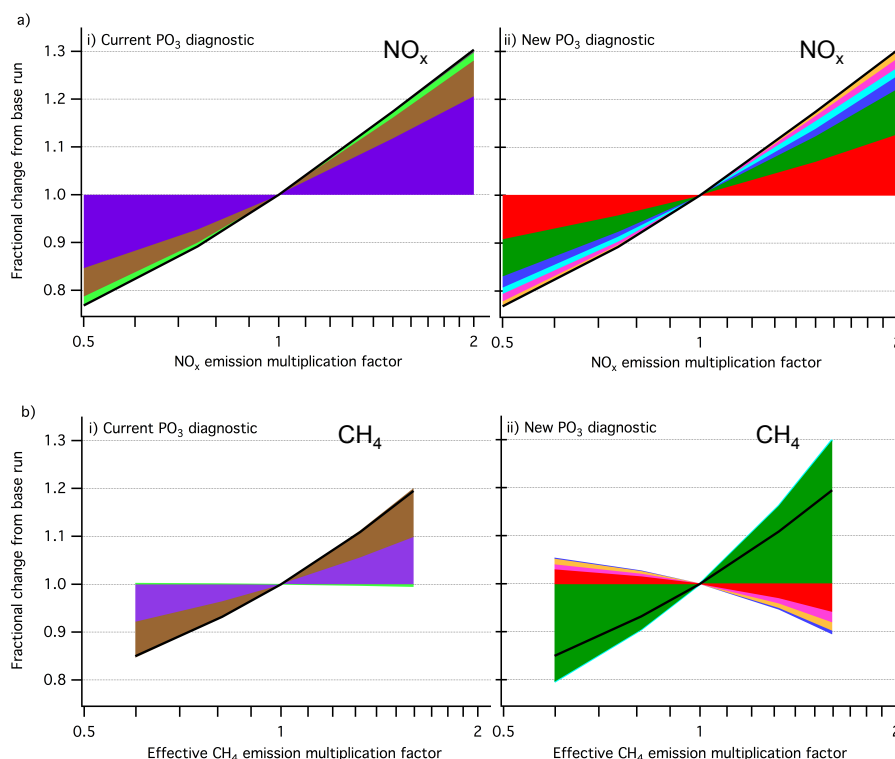 a)
i) Current PO3 diagnostic
NOx
ii) New PO3 diagnostic
NOx
Fractional change from base run
1.3
1.2
1.1
1.0
0.9
0.8
0.5
1
2
0.5
1
NOx emission multiplication factor
NOx emission multiplication factor
b)
i) Current PO3 diagnostic
CH4
ii) New PO3 diagnostic
CH4
Fractional change from base run
1.3
1.2
1.1
1.0
0.9
0.8
0.5
1
2
0.5
1
Effective CH4 emission multiplication factor
Effective CH4 emission multiplication factor